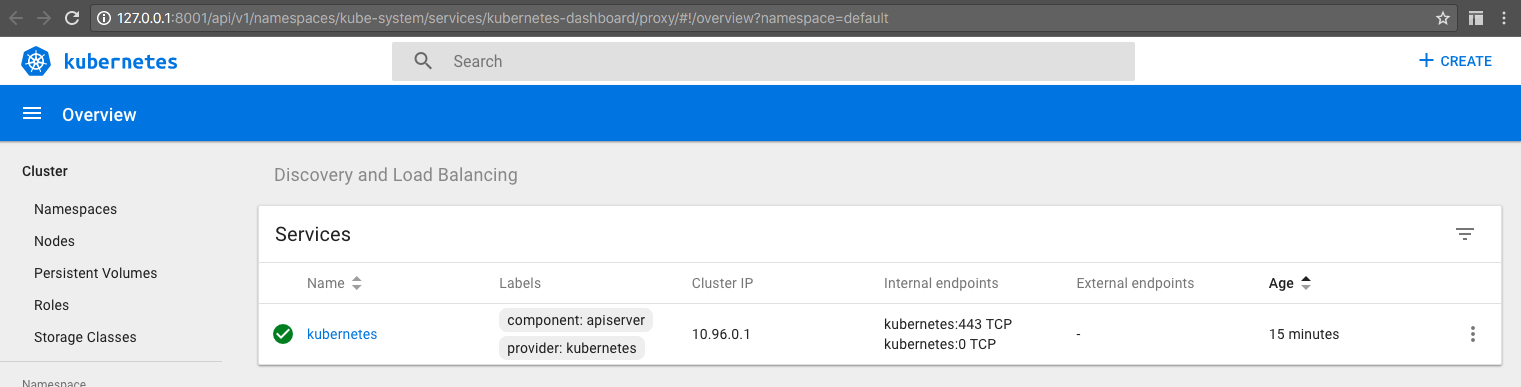 127.0.0.1:8001/api/v1/namespaces/kube-system/services/kubernetes-dashboard/proxy/#!/overview?namespace=default
kubernetes
Search
CREATE
Overview
Cluster
Namespaces
Nodes
Persistent Volumes
Roles
Storage Classes
Namespace
Discovery and Load Balancing
Services
Name Labels Cluster IP Internal endpoints External endpoints Age
kubernetes
component: apiserver
provider: kubernetes
10.96.0.1
kubernetes:443 TCP
kubernetes:0 TCP
-
15 minutes